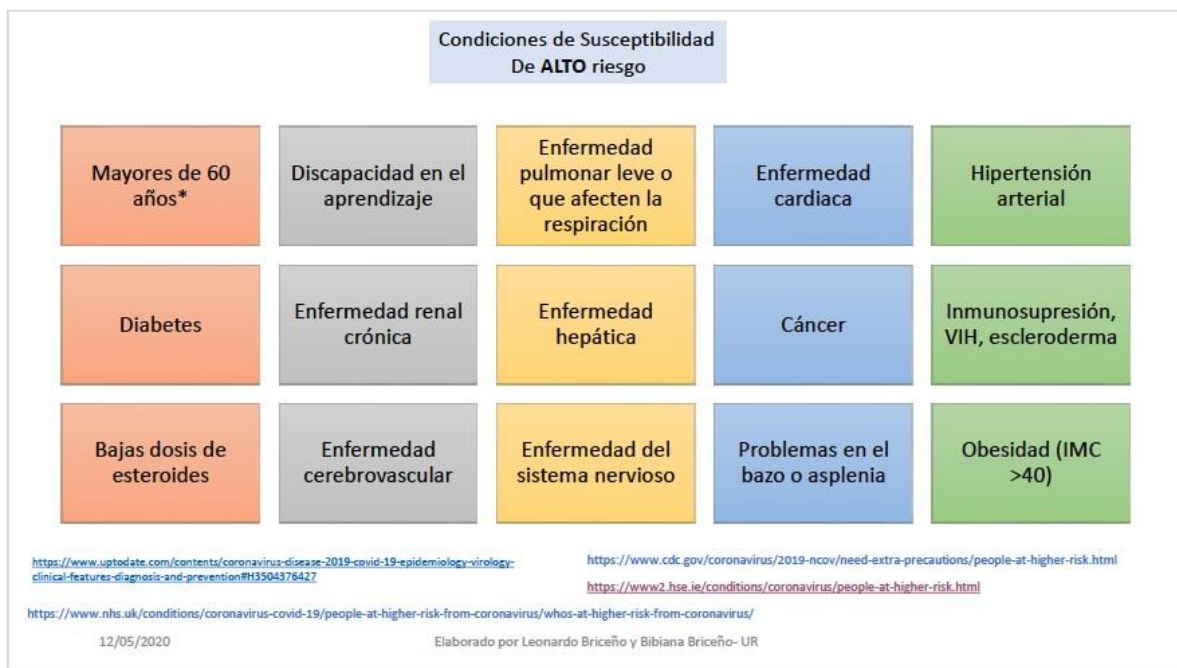 Condiciones de Susceptibilidad
De ALTO riesgo
Mayores de 60
años*
Discapacidad en el
aprendizaje
Enfermedad
pulmonar leve o
que afecten la
respiración
Enfermedad
cardiaca
Hipertensión
arterial
Diabetes
Enfermedad renal
crónica
Enfermedad
hepática
Cáncer
Inmunosupresión,
VIH, escleroderma
Bajas dosis de
esteroides
Enfermedad
cerebrovascular
Enfermedad del
sistema nervioso
Problemas en el
bazo o asplenia
Obesidad (IMC
>40)
https://www.uptodate.com/contents/coronavirus-disease-2019-covid-19-epidemiology-virology-
clinical-features-diagnosis-and-prevention#H3504376427
https://www.cdc.gov/coronavirus/2019-ncov/need-extra-precautions/people-at-higher-risk.html
https://www2.hse.ie/conditions/coronavirus/people-at-higher-risk.html
https://www.nhs.uk/conditions/coronavirus-covid-19/people-at-higher-risk-from-coronavirus/whos-at-higher-risk-from-coronavirus/
12/05/2020
Elaborado por Leonardo Briceño y Bibiana Briceño- UR